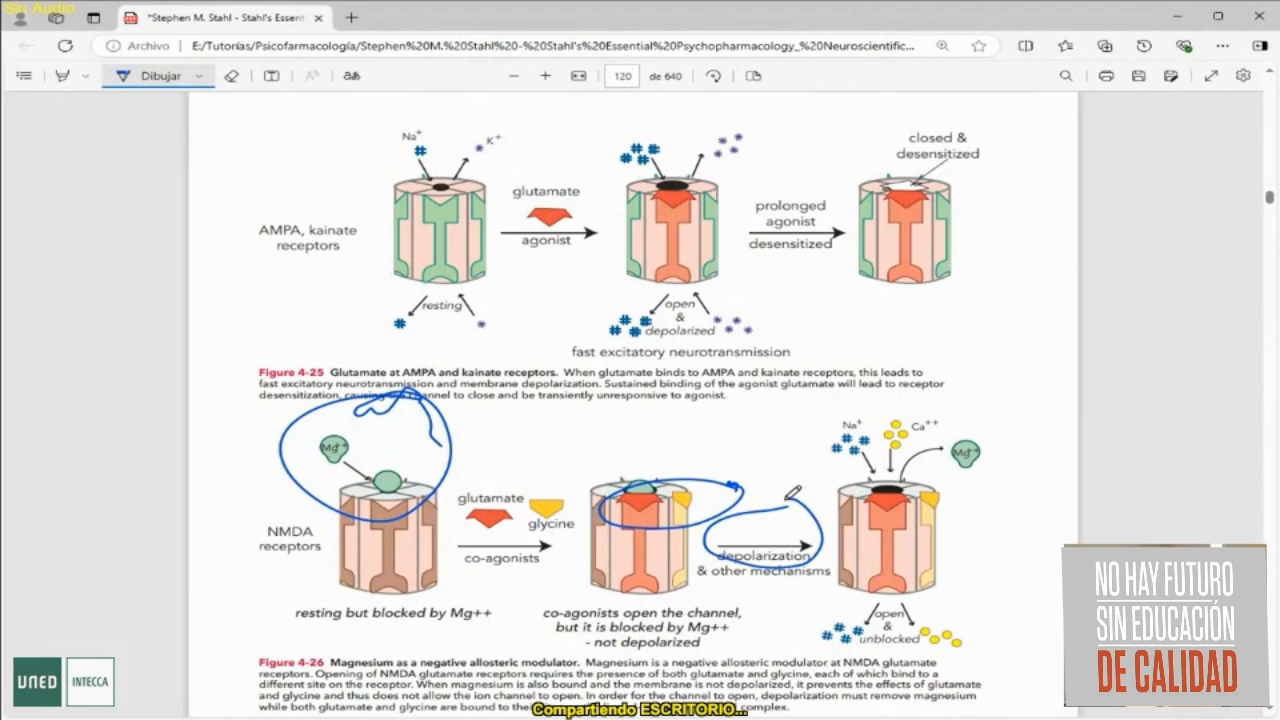 Sin Audio
*Stephen M. Stahl - Stahl's Essent
Archivo
E:/Tutorías/Psicofarmacología/Stephen%20M.%20Stahl%20-%20Stahl's%20Essential%20Psychopharmacology_%20Neuroscientific...
Dibujar
120
de 640
Na+
K+
closed &
desensitized
glutamate
agonist
prolonged
agonist
desensitized
AMPA, kainate
receptors
resting
open
&
depolarized
fast excitatory neurotransmission
Figure 4-25 Glutamate at AMPA and kainate receptors. When glutamate binds to AMPA and kainate receptors, this leads to
fast excitatory neurotransmission and membrane depolarization. Sustained binding of the agonist glutamate will lead to receptor
desensitization, causing the channel to close and be transiently unresponsive to agonist.
Mg++
Na+
Ca++
Mg++
glutamate
glycine
co-agonists
NMDA
receptors
depolarization
& other mechanisms
resting but blocked by Mg++
co-agonists open the channel,
but it is blocked by Mg++
- not depolarized
open
&
unblocked
Figure 4-26 Magnesium as a negative allosteric modulator. Magnesium is a negative allosteric modulator at NMDA glutamate
receptors. Opening of NMDA glutamate receptors requires the presence of both glutamate and glycine, each of which bind to a
different site on the receptor. When magnesium is also bound and the membrane is not depolarized, it prevents the effects of glutamate
and glycine and thus does not allow the ion channel to open. In order for the channel to open, depolarization must remove magnesium
while both glutamate and glycine are bound to their complex.
Compartiendo ESCRITORIO...
UNED
INTECCA
NO HAY FUTURO
SIN EDUCACIÓN
DE CALIDAD